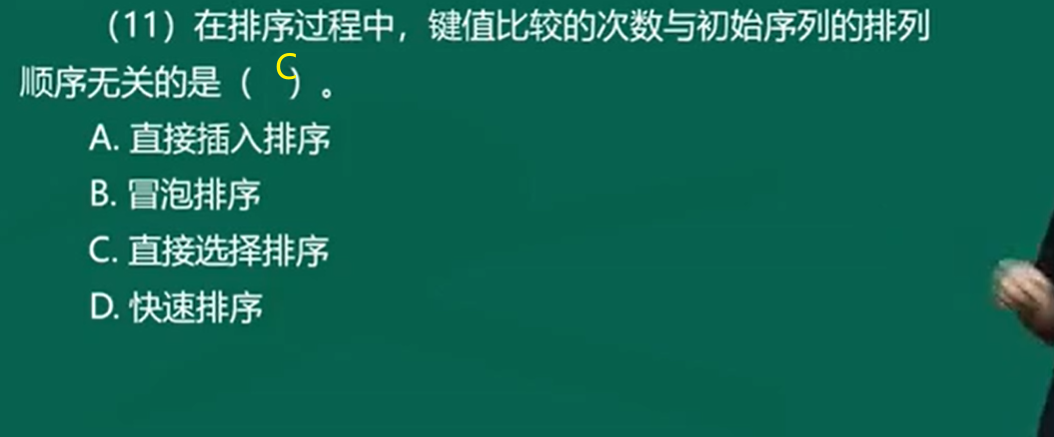 （11）在排序过程中，键值比较的次数与初始序列的排列
顺序无关的是（ C ）。
A. 直接插入排序
B. 冒泡排序
C. 直接选择排序
D. 快速排序